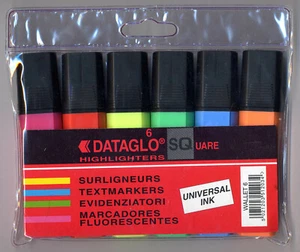 6
DATAGLO SQUARE
HIGHLIGHTERS
SURLIGNEURS
TEXTMARKERS
EVIDENZIATORI
MARCADORES
FLUORESCENTES
UNIVERSAL
INK
WALLET 6